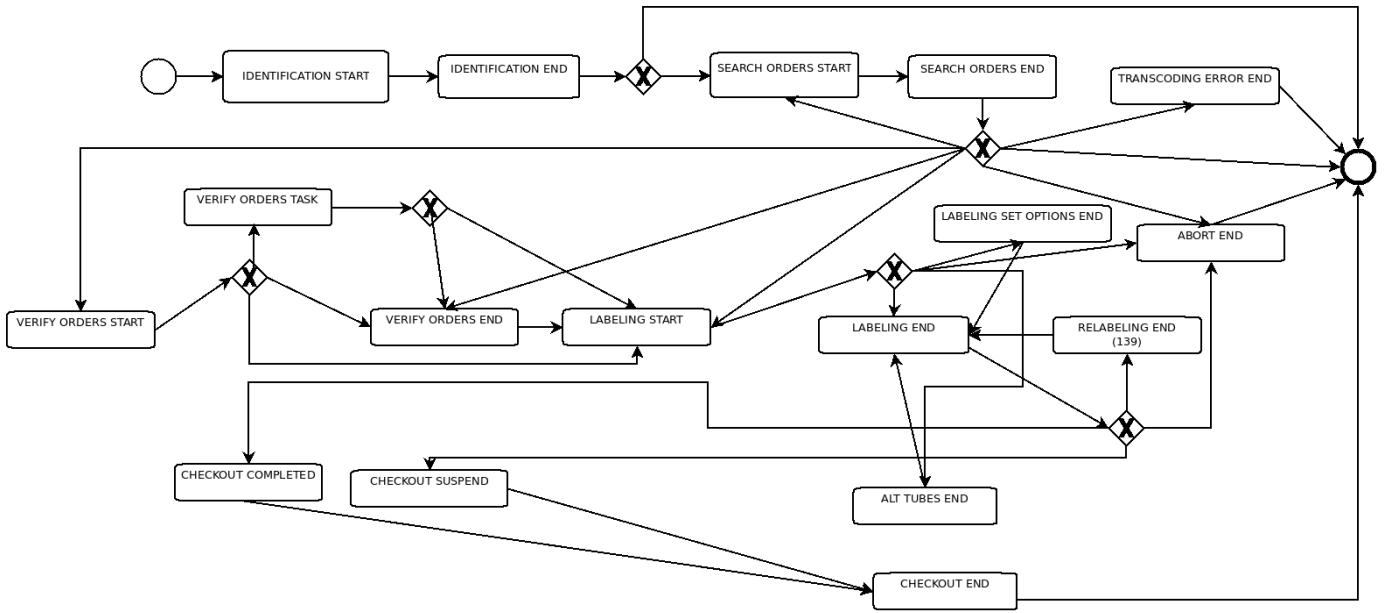 IDENTIFICATION START
IDENTIFICATION END
SEARCH ORDERS START
SEARCH ORDERS END
TRANSCODING ERROR END
VERIFY ORDERS TASK
LABELING SET OPTIONS END
ABORT END
VERIFY ORDERS START
VERIFY ORDERS END
LABELING START
LABELING END
RELABELING END
(139)
CHECKOUT COMPLETED
CHECKOUT SUSPEND
ALT TUBES END
CHECKOUT END